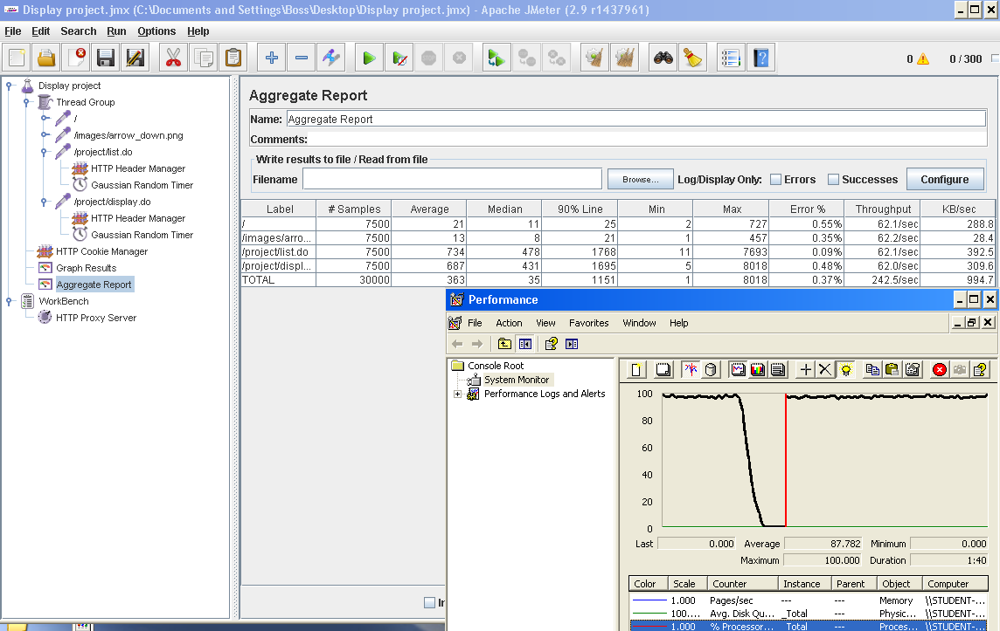 Display project.jmx (C:\Documents and Settings\Boss\Desktop\Display project.jmx) - Apache JMeter (2.9 r1437961)
File Edit Search Run Options Help
0 0 / 300
Display project
Thread Group
/
/images/arrow_down.png
/project/list.do
HTTP Header Manager
Gaussian Random Timer
/project/display.do
HTTP Header Manager
Gaussian Random Timer
HTTP Cookie Manager
Graph Results
Aggregate Report
WorkBench
HTTP Proxy Server
Aggregate Report
Name: Aggregate Report
Comments:
Write results to file / Read from file
Filename Browse... Log/Display Only: Errors Successes Configure
Label # Samples Average Median 90% Line Min Max Error % Throughput KB/sec
/ 7500 21 11 25 2 727 0.55% 62.1/sec 288.8
/images/arro... 7500 13 8 21 1 457 0.35% 62.2/sec 28.4
/project/list.do 7500 734 478 1768 11 7693 0.09% 62.1/sec 392.5
/project/displ... 7500 687 431 1695 5 8018 0.48% 62.0/sec 309.6
TOTAL 30000 363 35 1151 1 8018 0.37% 242.5/sec 994.7
Performance
File Action View Favorites Window Help
Console Root
System Monitor
Performance Logs and Alerts
100
80
60
40
20
0
Last 0.000 Average 87.782 Minimum 0.000
Maximum 100.000 Duration 1:40
Color Scale Counter Instance Parent Object Computer
1.000 Pages/sec --- --- Memory \\STUDENT-...
100.... Avg. Disk Qu... _Total --- Physic... \\STUDENT-...
1.000 % Processor... _Total --- Proces... \\STUDENT-...